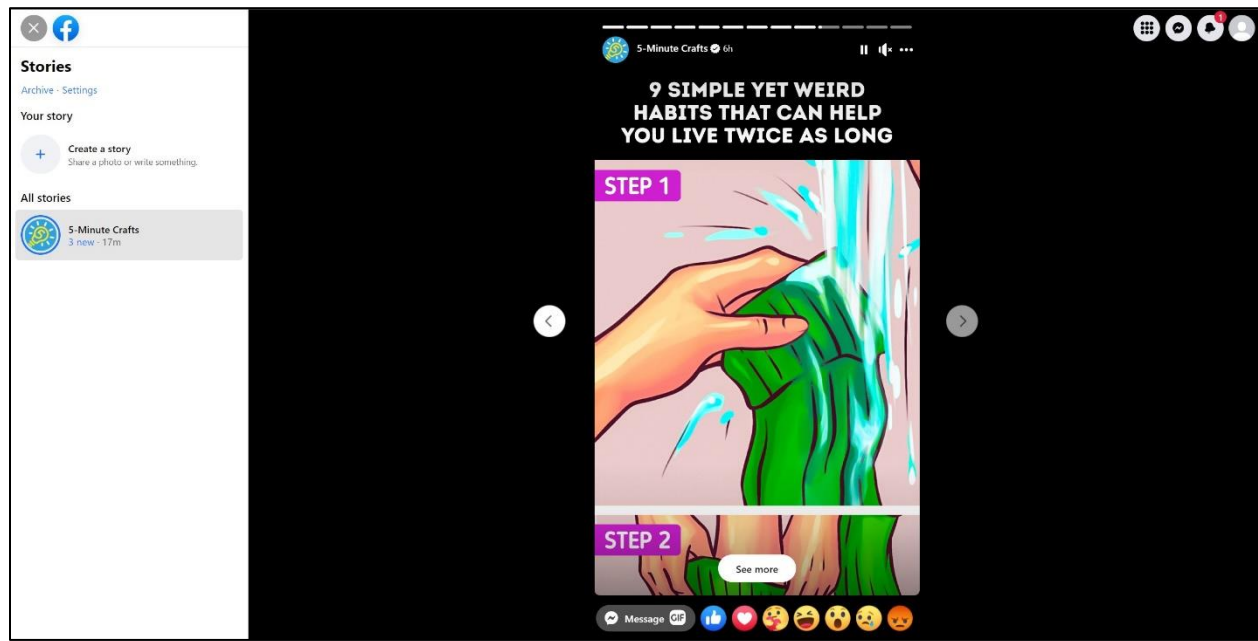 1
Stories
Archive · Settings
Your story
Create a story
Share a photo or write something.
All stories
5-Minute Crafts
3 new · 17m
5-Minute Crafts 6h
9 SIMPLE YET WEIRD
HABITS THAT CAN HELP
YOU LIVE TWICE AS LONG
STEP 1
STEP 2
See more
Message GIF